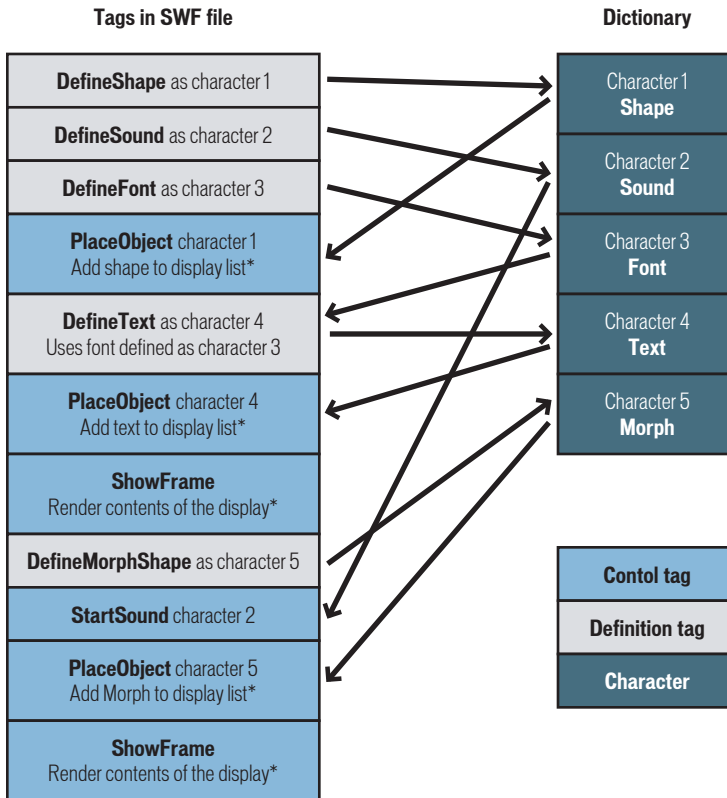 Tags in SWF file
DefineShape as character 1
DefineSound as character 2
DefineFont as character 3
PlaceObject character 1
Add shape to display list*
DefineText as character 4
Uses font defined as character 3
PlaceObject character 4
Add text to display list*
ShowFrame
Render contents of the display*
DefineMorphShape as character 5
StartSound character 2
PlaceObject character 5
Add Morph to display list*
ShowFrame
Render contents of the display*
Dictionary
Character 1
Shape
Character 2
Sound
Character 3
Font
Character 4
Text
Character 5
Morph
Contol tag
Definition tag
Character